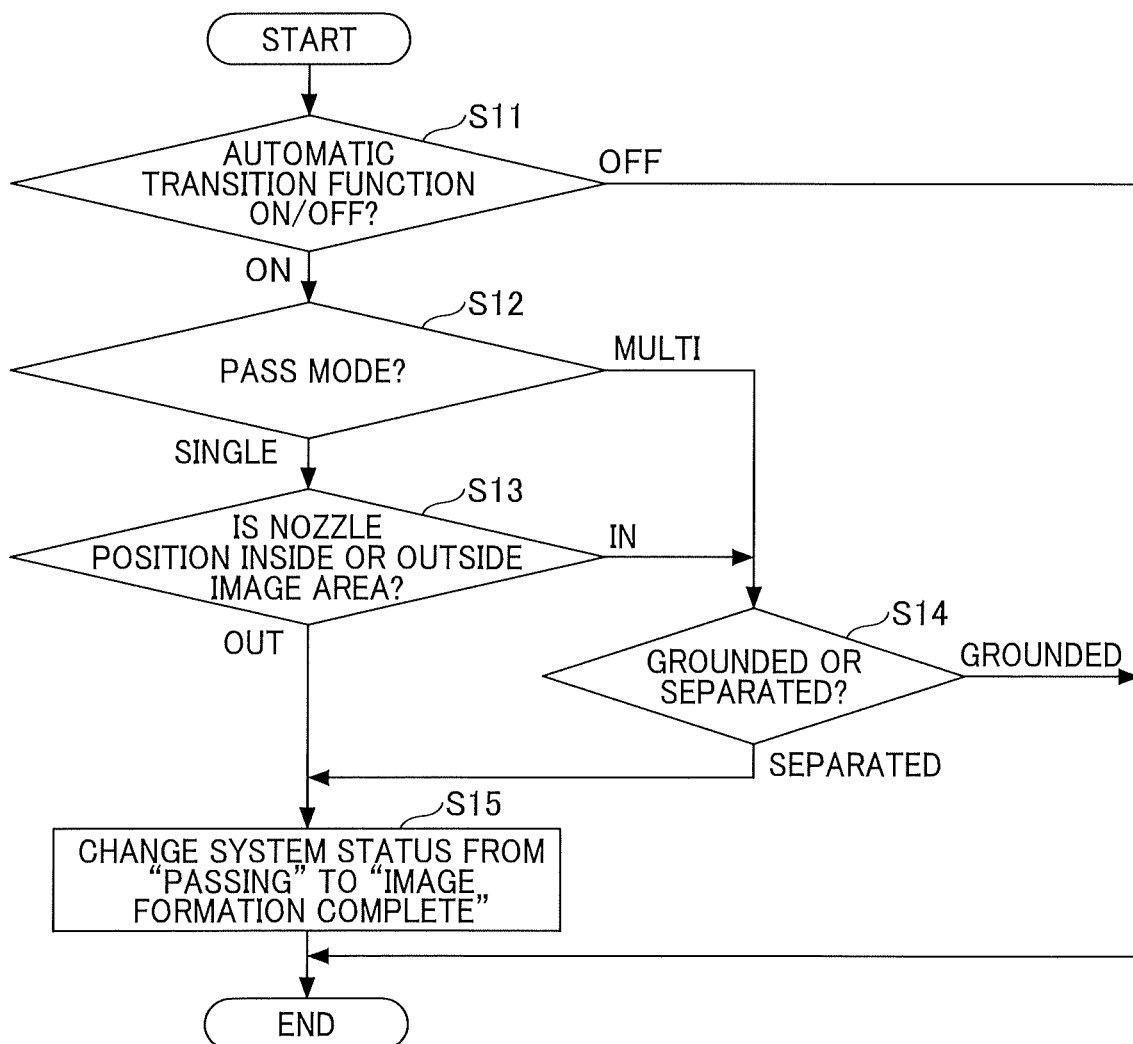 START
S11
AUTOMATIC
TRANSITION FUNCTION
ON/OFF?
OFF
ON
S12
PASS MODE?
MULTI
SINGLE
S13
IS NOZZLE
POSITION INSIDE OR OUTSIDE
IMAGE AREA?
IN
OUT
S14
GROUNDED OR
SEPARATED?
GROUNDED
SEPARATED
S15
CHANGE SYSTEM STATUS FROM
“PASSING” TO “IMAGE
FORMATION COMPLETE”
END